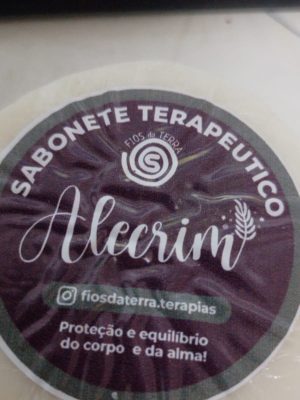 SABONETE TERAPEUTICO
FIOS da TERRA
Alecrim
fiosdaterra.terapias
Proteção e equilíbrio
do corpo e da alma!